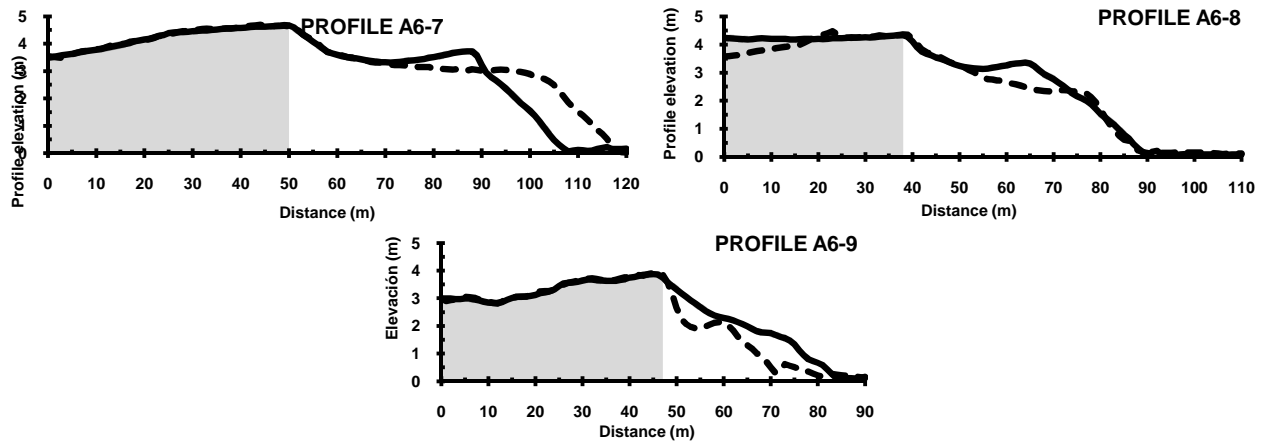 PROFILE A6-7
Profile elevation (m)
5
4
3
2
1
0
0 10 20 30 40 50 60 70 80 90 100 110 120
Distance (m)
PROFILE A6-8
Profile elevation (m)
5
4
3
2
1
0
0 10 20 30 40 50 60 70 80 90 100 110
Distance (m)
PROFILE A6-9
Elevación (m)
5
4
3
2
1
0
0 10 20 30 40 50 60 70 80 90
Distance (m)